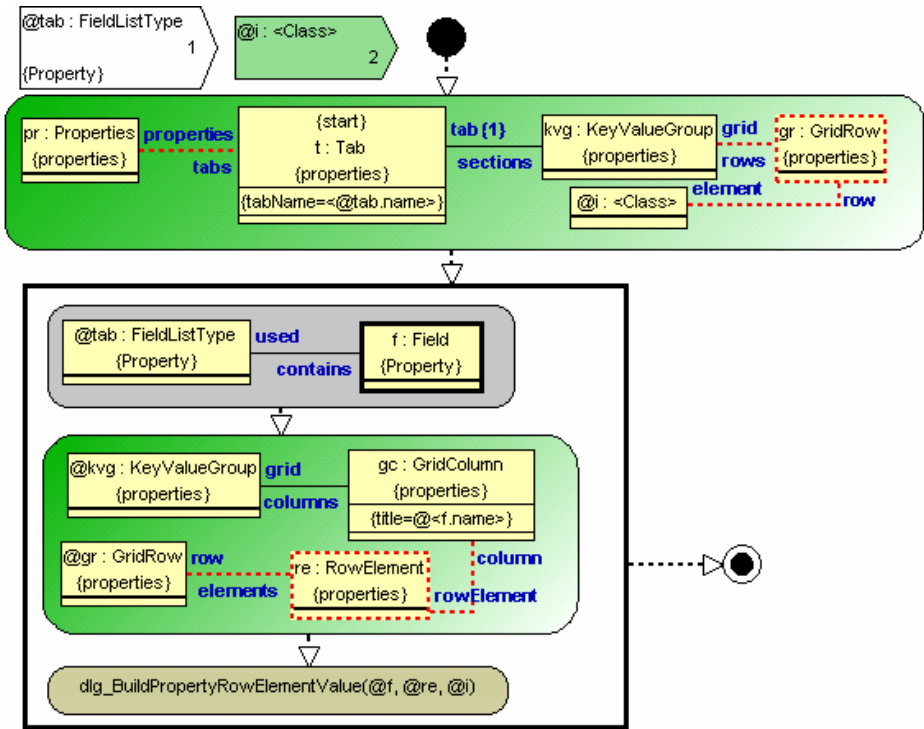 @tab : FieldListType
1
{Property}
@i : <Class>
2
pr : Properties
{properties}
properties
tabs
{start}
t : Tab
{properties}
{tabName=<@tab.name>}
tab {1}
sections
kvg : KeyValueGroup
{properties}
grid
rows
gr : GridRow
{properties}
element
row
@i : <Class>
@tab : FieldListType
{Property}
used
contains
f : Field
{Property}
@kvg : KeyValueGroup
{properties}
grid
columns
gc : GridColumn
{properties}
{title=@<f.name>}
@gr : GridRow
{properties}
row
elements
re : RowElement
{properties}
column
rowElement
dlg_BuildPropertyRowElementValue(@f, @re, @i)